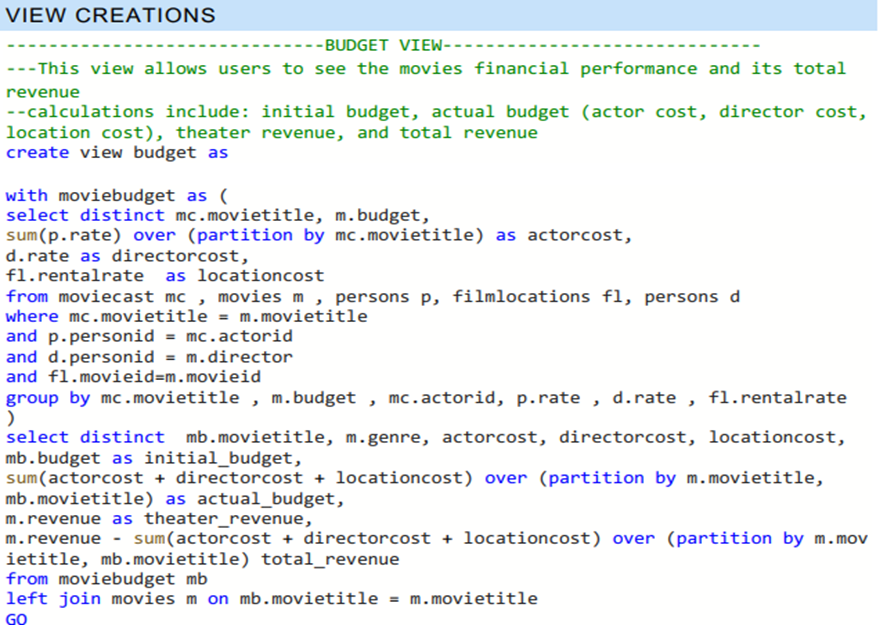 VIEW CREATIONS
------------------------------BUDGET VIEW------------------------------
---This view allows users to see the movies financial performance and its total
revenue
--calculations include: initial budget, actual budget (actor cost, director cost,
location cost), theater revenue, and total revenue
create view budget as
with moviebudget as (
select distinct mc.movietitle, m.budget,
sum(p.rate) over (partition by mc.movietitle) as actorcost,
d.rate as directorcost,
fl.rentalrate  as locationcost
from moviecast mc , movies m , persons p, filmlocations fl, persons d
where mc.movietitle = m.movietitle
and p.personid = mc.actorid
and d.personid = m.director
and fl.movieid=m.movieid
group by mc.movietitle , m.budget , mc.actorid, p.rate , d.rate , fl.rentalrate
)
select distinct  mb.movietitle, m.genre, actorcost, directorcost, locationcost,
mb.budget as initial_budget,
sum(actorcost + directorcost + locationcost) over (partition by m.movietitle,
mb.movietitle) as actual_budget,
m.revenue as theater_revenue,
m.revenue - sum(actorcost + directorcost + locationcost) over (partition by m.mov
ietitle, mb.movietitle) total_revenue
from moviebudget mb
left join movies m on mb.movietitle = m.movietitle
GO